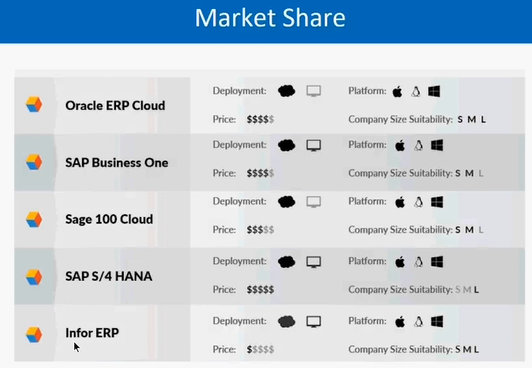 Market Share
Oracle ERP Cloud
Deployment:
Platform:
Price: $$$$$
Company Size Suitability: S M L
SAP Business One
Deployment:
Platform:
Price: $$$$$
Company Size Suitability: S M L
Sage 100 Cloud
Deployment:
Platform:
Price: $$$$$
Company Size Suitability: S M L
SAP S/4 HANA
Deployment:
Platform:
Price: $$$$$
Company Size Suitability: S M L
Infor ERP
Deployment:
Platform:
Price: $$$$$
Company Size Suitability: S M L